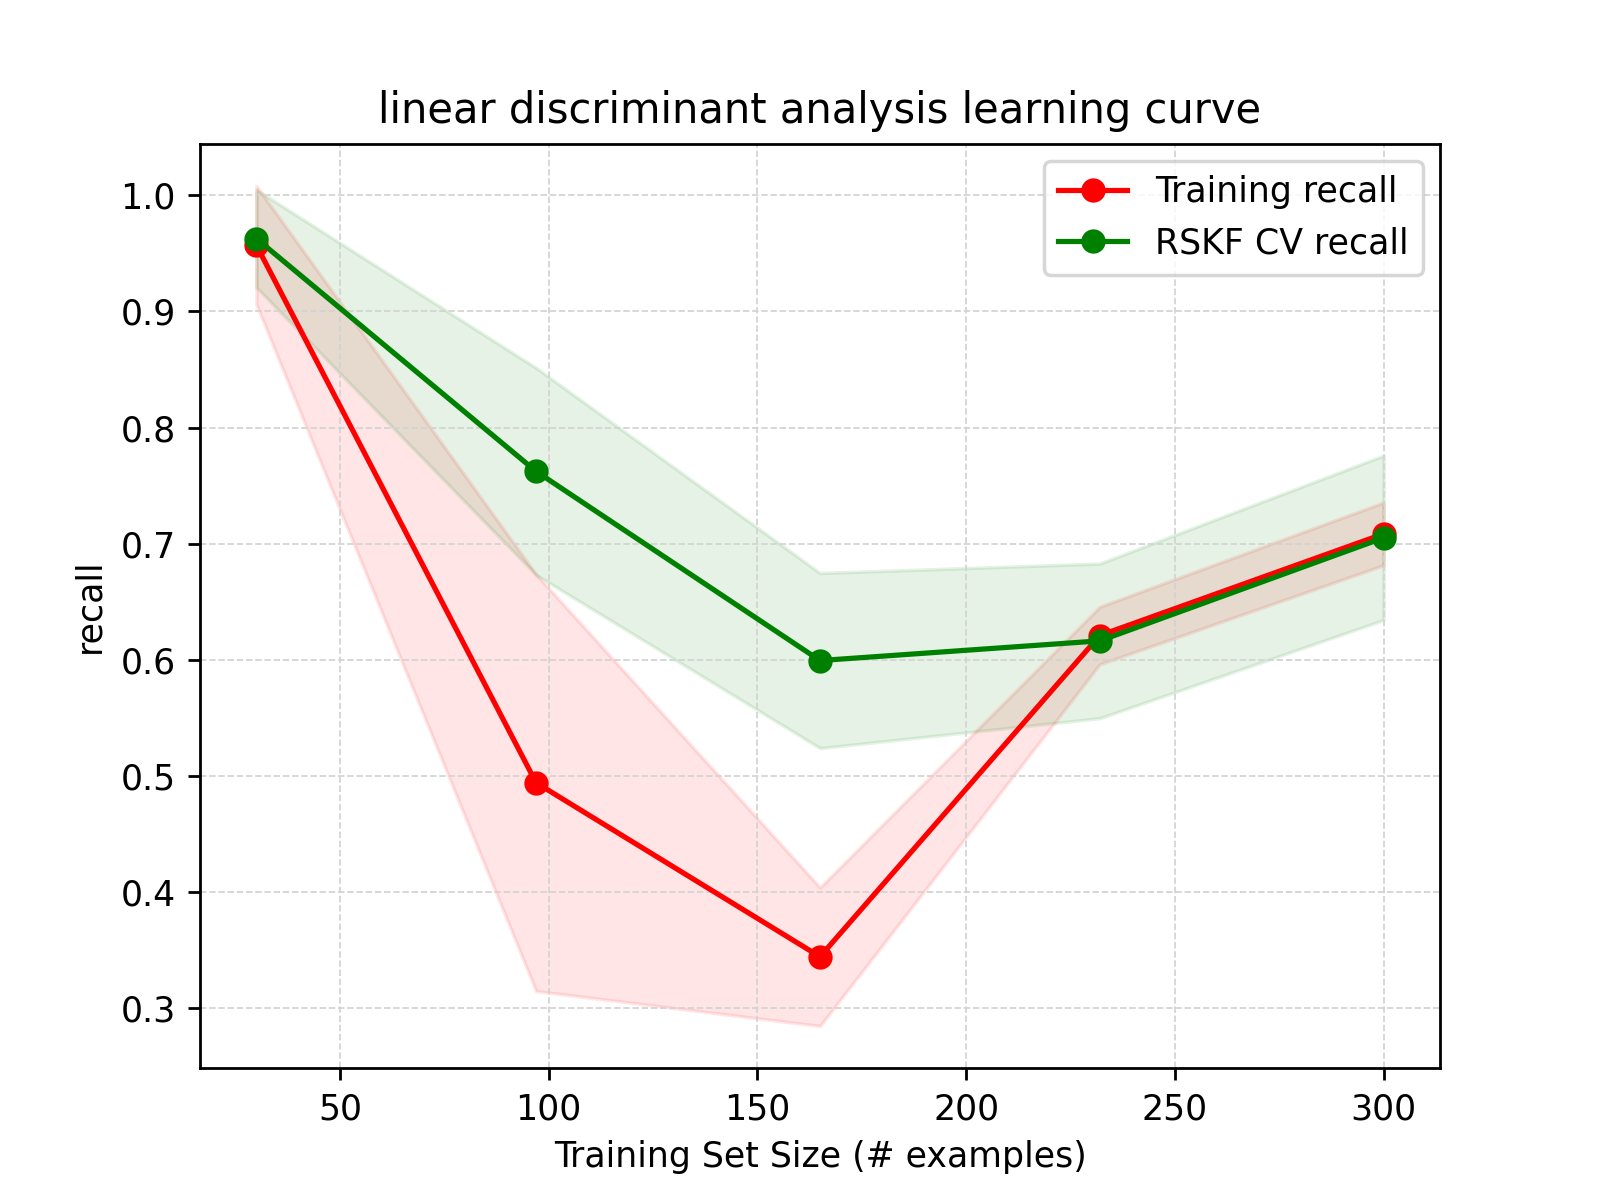 linear discriminant analysis learning curve
Training recall
RSKF CV recall
1.0
0.9
0.8
0.7
0.6
0.5
0.4
0.3
recall
50 100 150 200 250 300
Training Set Size (# examples)